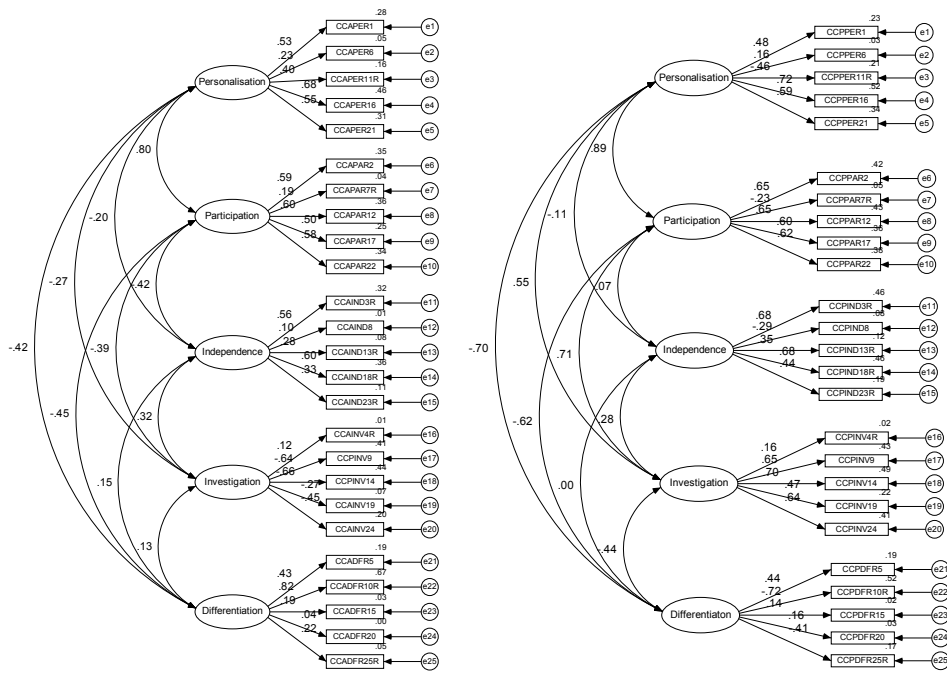 .28
.53 CCAPER1 e1
.05
.23 CCAPER6 e2
.16
.40 CCAPER11R e3
Personalisation
.46
.68 CCAPER16 e4
.31
.55 CCAPER21 e5
.80
.35
.59 CCAPAR2 e6
.04
.19 CCAPAR7R e7
.36
.60 CCAPAR12 e8
-.20
Participation
.25
.50 CCAPAR17 e9
.34
.58 CCAPAR22 e10
-.27
-.42
.32
.56 CCAIND3R e11
.01
.10 CCAIND8 e12
.08
.28 CCAIND13R e13
-.42
-.39
Independence
.36
.60 CCAIND18R e14
.11
.33 CCAIND23R e15
-.45
.32
.01
.12 CCAINV4R e16
.41
-.64 CCPINV9 e17
.44
-.66 CCPINV14 e18
.15
Investigation
.07
-.27 CCAINV19 e19
.20
-.45 CCAINV24 e20
.13
.19
.43 CCADFR5 e21
.67
.82 CCADFR10R e22
.03
.19 CCADFR15 e23
Differentiation
.00
.04 CCADFR20 e24
.05
.22 CCADFR25R e25
.23
.48 CCPPER1 e1
.03
.16 CCPPER6 e2
.21
-.46 CCPPER11R e3
Personalisation
.52
.72 CCPPER16 e4
.34
.59 CCPPER21 e5
.89
.42
.65 CCPPAR2 e6
.05
-.23 CCPPAR7R e7
.43
.65 CCPPAR12 e8
-.11
Participation
.36
.60 CCPPAR17 e9
.38
.62 CCPPAR22 e10
.55
.07
.46
.68 CCPIND3R e11
.08
-.29 CCPIND8 e12
.12
.35 CCPIND13R e13
-.70
.71
Independence
.46
.68 CCPIND18R e14
.19
.44 CCPIND23R e15
-.62
.28
.02
.16 CCPINV4R e16
.43
.65 CCPINV9 e17
.49
.70 CCPINV14 e18
.00
Investigation
.22
.47 CCPINV19 e19
.41
.64 CCPINV24 e20
-.44
.19
.44 CCPDFR5 e21
.52
-.72 CCPDFR10R e22
.02
.14 CCPDFR15 e23
Differentiaton
.03
.16 CCPDFR20 e24
.17
-.41 CCPDFR25R e25